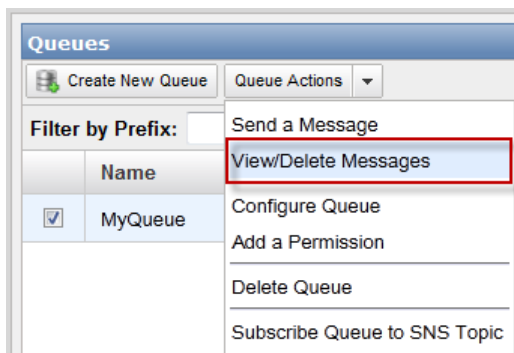 Queues
Create New Queue
Queue Actions
Filter by Prefix:
Send a Message
View/Delete Messages
Name
Configure Queue
MyQueue
Add a Permission
Delete Queue
Subscribe Queue to SNS Topic